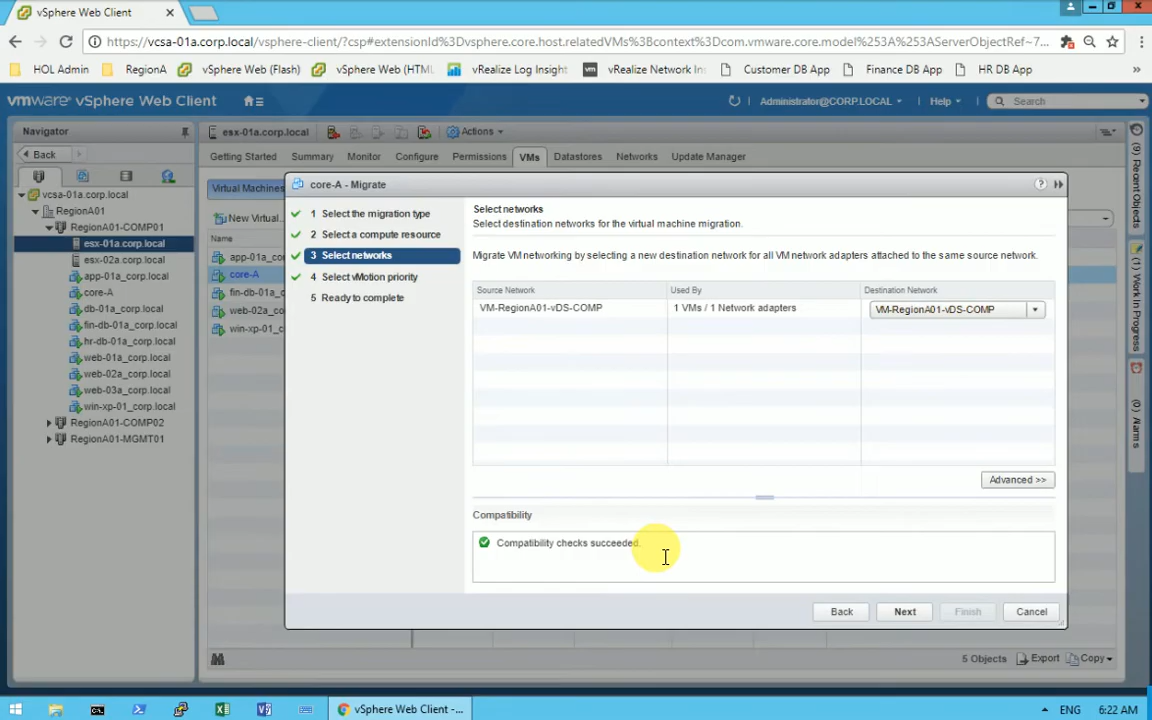 vSphere Web Client
https://vcsa-01a.corp.local/vsphere-client/?csp#extensionId%3Dvsphere.core.host.relatedVMs%3Bcontext%3Dcom.vmware.core.model%253A%253AServerObjectRef~7...
HOL Admin RegionA vSphere Web (Flash) vSphere Web (HTML vRealize Log Insight vRealize Network In Customer DB App Finance DB App HR DB App »
vmware® vSphere Web Client Administrator@CORP.LOCAL Help Search
Navigator esx-01a.corp.local Actions
Back Getting Started Summary Monitor Configure Permissions VMs Datastores Networks Update Manager
vcsa-01a.corp.local
RegionA01
RegionA01-COMP01
esx-01a.corp.local
esx-02a.corp.local
app-01a_corp.local
core-A
db-01a_corp.local
fin-db-01a_corp.local
hr-db-01a_corp.local
web-01a_corp.local
web-02a_corp.local
web-03a_corp.local
win-xp-01_corp.local
RegionA01-COMP02
RegionA01-MGMT01
Virtual Machines
New Virtual
Name
app-01a_co
core-A
fin-db-01a_c
web-02a_co
win-xp-01_c
core-A - Migrate
1 Select the migration type
2 Select a compute resource
3 Select networks
4 Select vMotion priority
5 Ready to complete
Select networks
Select destination networks for the virtual machine migration.
Migrate VM networking by selecting a new destination network for all VM network adapters attached to the same source network.
Source Network Used By Destination Network
VM-RegionA01-vDS-COMP 1 VMs / 1 Network adapters VM-RegionA01-vDS-COMP
Advanced >>
Compatibility
Compatibility checks succeeded.
Back Next Finish Cancel
5 Objects Export Copy
(9) Recent Objects
(1) Work In Progress
(0) Alarms
vSphere Web Client -... ENG 6:22 AM